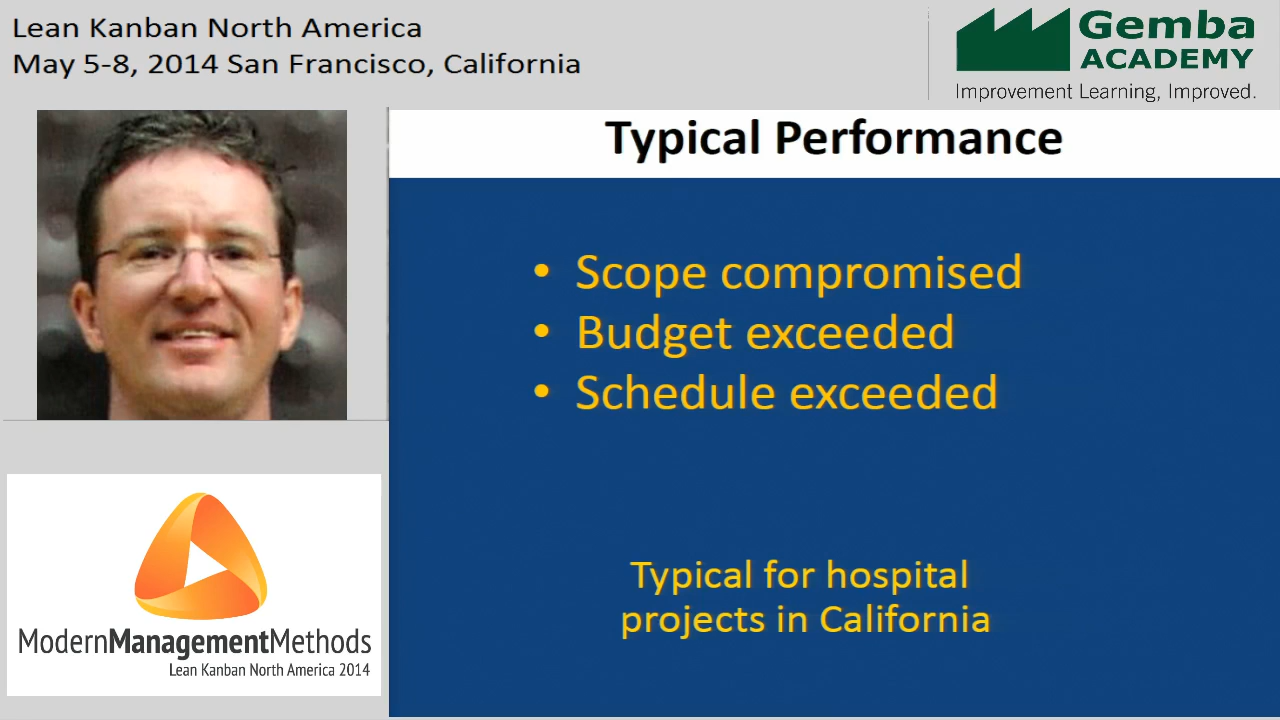 Lean Kanban North America
May 5-8, 2014 San Francisco, California
Gemba
ACADEMY
Improvement Learning, Improved.
Typical Performance
• Scope compromised
• Budget exceeded
• Schedule exceeded
Typical for hospital
projects in California
ModernManagementMethods
Lean Kanban North America 2014